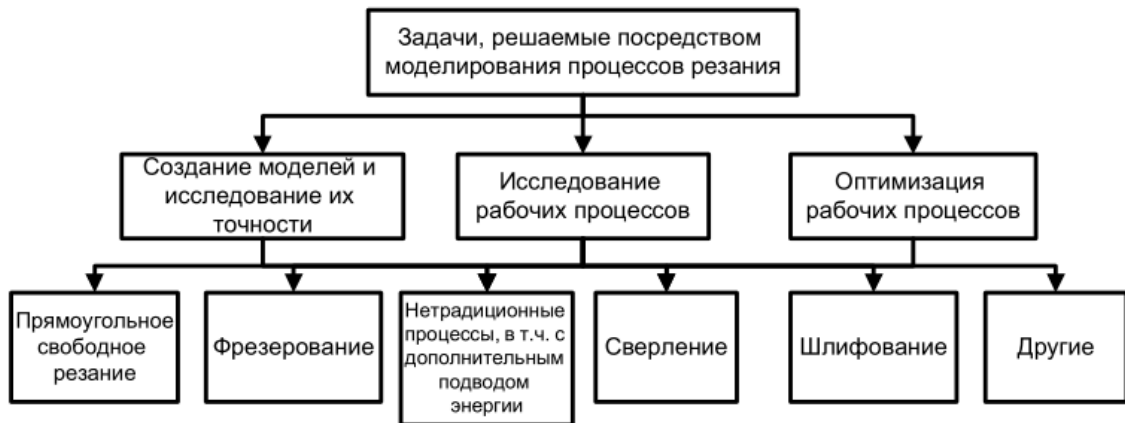 Задачи, решаемые посредством
моделирования процессов резания
Создание моделей и
исследование их
точности
Исследование
рабочих процессов
Оптимизация
рабочих процессов
Прямоугольное
свободное
резание
Фрезерование
Нетрадиционные
процессы, в т.ч. с
дополнительным
подводом
энергии
Сверление
Шлифование
Другие